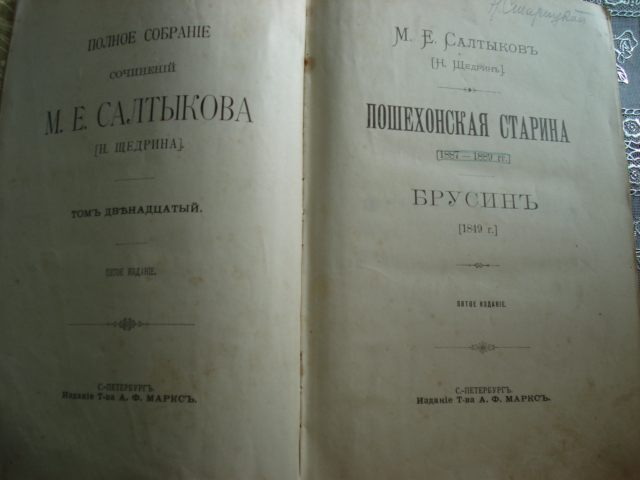 ПОЛНОЕ СОБРАНІЕ
СОЧИНЕНІЙ
М. Е. САЛТЫКОВА
[Н. ЩЕДРИНА].
ТОМЪ ДВѢНАДЦАТЫЙ.
ПЯТОЕ ИЗДАНІЕ.
С.-ПЕТЕРБУРГЪ.
Изданіе Т-ва А. Ф. МАРКСЪ.
М. Е. САЛТЫКОВЪ
[Н. ЩЕДРИНЪ].
ПОШЕХОНСКАЯ СТАРИНА
[1887 — 1889 гг.]
БРУСИНЪ
[1849 г.]
ПЯТОЕ ИЗДАНІЕ.
С.-ПЕТЕРБУРГЪ.
Изданіе Т-ва А. Ф. МАРКСЪ.